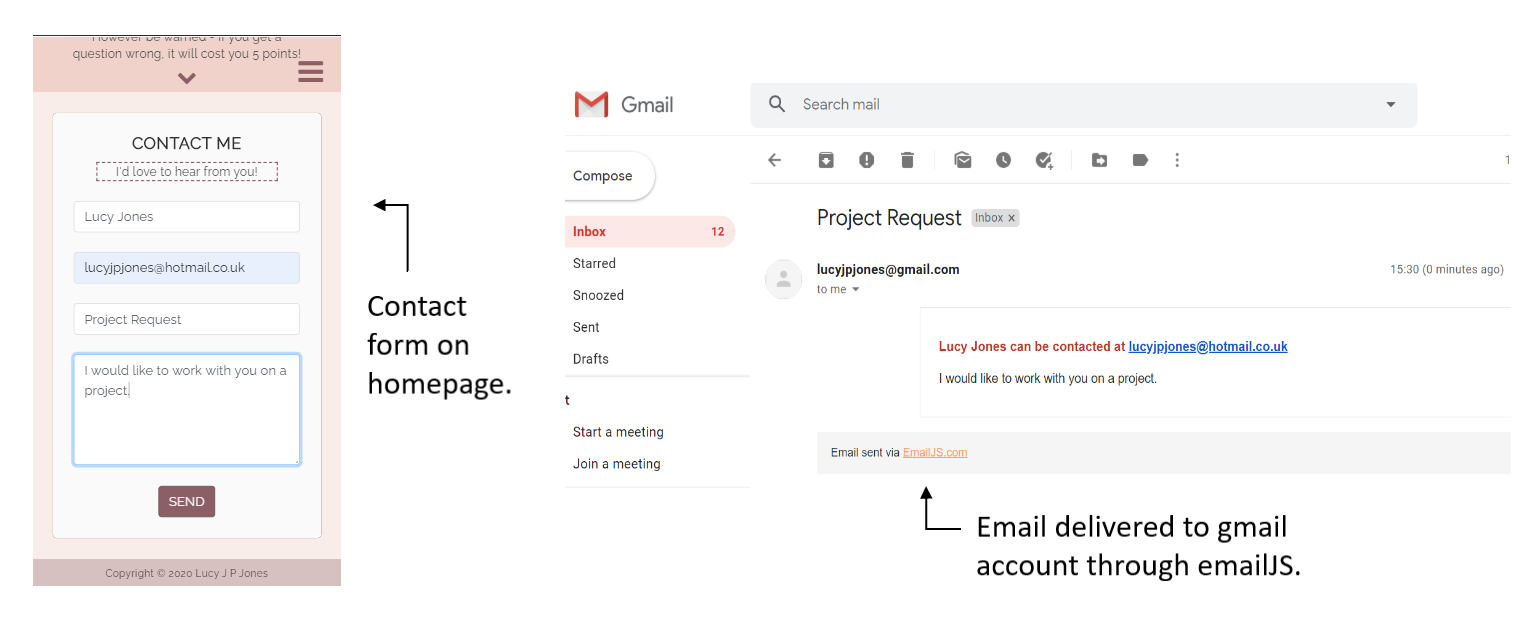 However be warned - if you get a
question wrong, it will cost you 5 points!
CONTACT ME
I'd love to hear from you!
Lucy Jones
lucyjpjones@hotmail.co.uk
Project Request
I would like to work with you on a
project.
SEND
Copyright © 2020 Lucy J P Jones
Contact
form on
homepage.
Gmail
Search mail
Compose
Inbox 12
Starred
Snoozed
Sent
Drafts
t
Start a meeting
Join a meeting
1
Project Request Inbox x
lucyjpjones@gmail.com 15:30 (0 minutes ago)
to me
Lucy Jones can be contacted at lucyjpjones@hotmail.co.uk
I would like to work with you on a project.
Email sent via EmailJS.com
Email delivered to gmail
account through emailJS.